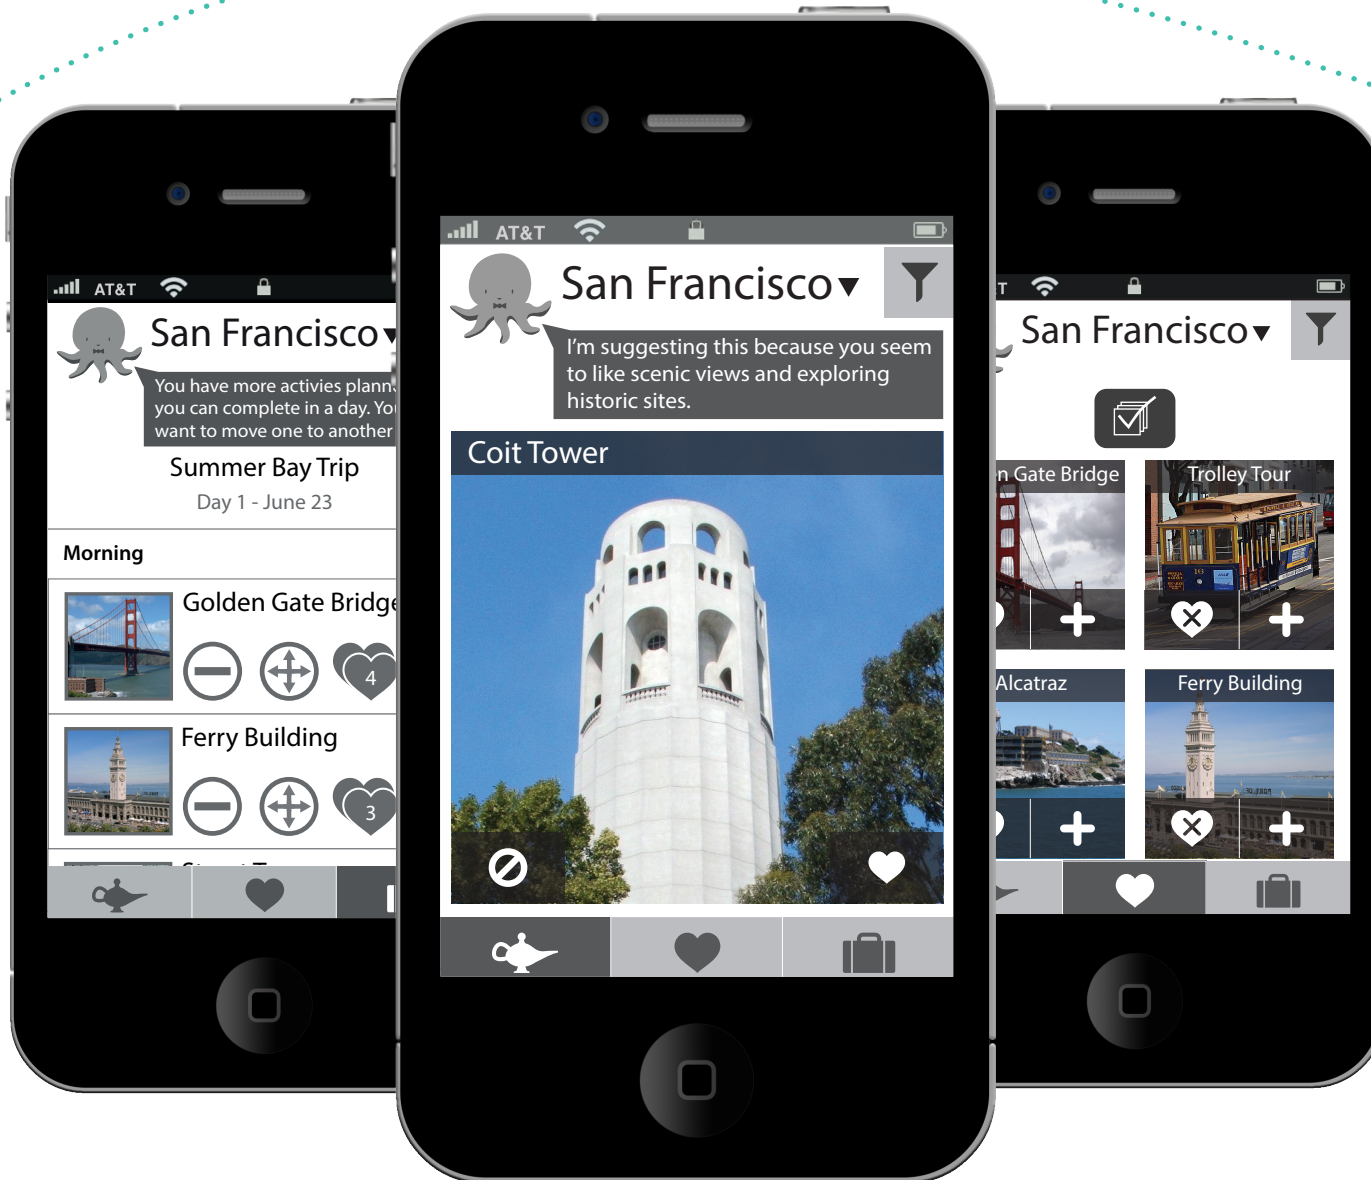 AT&T
San Francisco
You have more activies
you can complete in a day.
want to move one to another
Summer Bay Trip
Day 1 - June 23
Morning
Golden Gate Bridge
4
Ferry Building
3
AT&T
San Francisco
I'm suggesting this because you seem
to like scenic views and exploring
historic sites.
Coit Tower
T
San Francisco
Gate Bridge
Trolley Tour
16
Alcatraz
Ferry Building